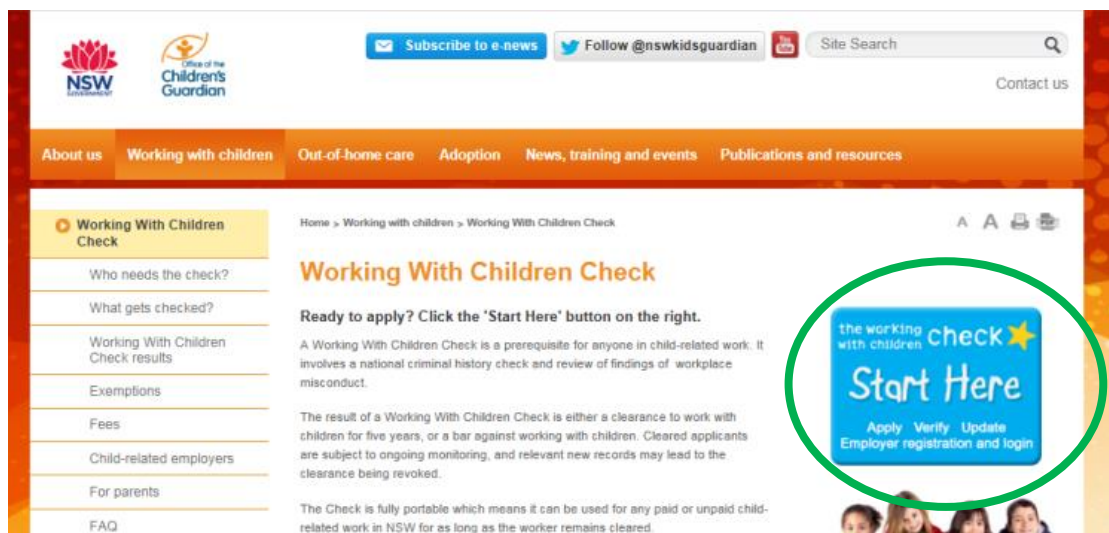 Subscribe to e-news
Follow @nswkidsguardian
You
Tube
Site Search
NSW
GOVERNMENT
Office of the
Children's
Guardian
Contact us
About us
Working with children
Out-of-home care
Adoption
News, training and events
Publications and resources
Working With Children
Check
Who needs the check?
What gets checked?
Working With Children
Check results
Exemptions
Fees
Child-related employers
For parents
FAQ
Home > Working with children > Working With Children Check
A A
PDF
Working With Children Check
Ready to apply? Click the 'Start Here' button on the right.
A Working With Children Check is a prerequisite for anyone in child-related work. It
involves a national criminal history check and review of findings of workplace
misconduct.
The result of a Working With Children Check is either a clearance to work with
children for five years, or a bar against working with children. Cleared applicants
are subject to ongoing monitoring, and relevant new records may lead to the
clearance being revoked.
The Check is fully portable which means it can be used for any paid or unpaid child-
related work in NSW for as long as the worker remains cleared.
the working
with children check
Start Here
Apply Verify Update
Employer registration and login